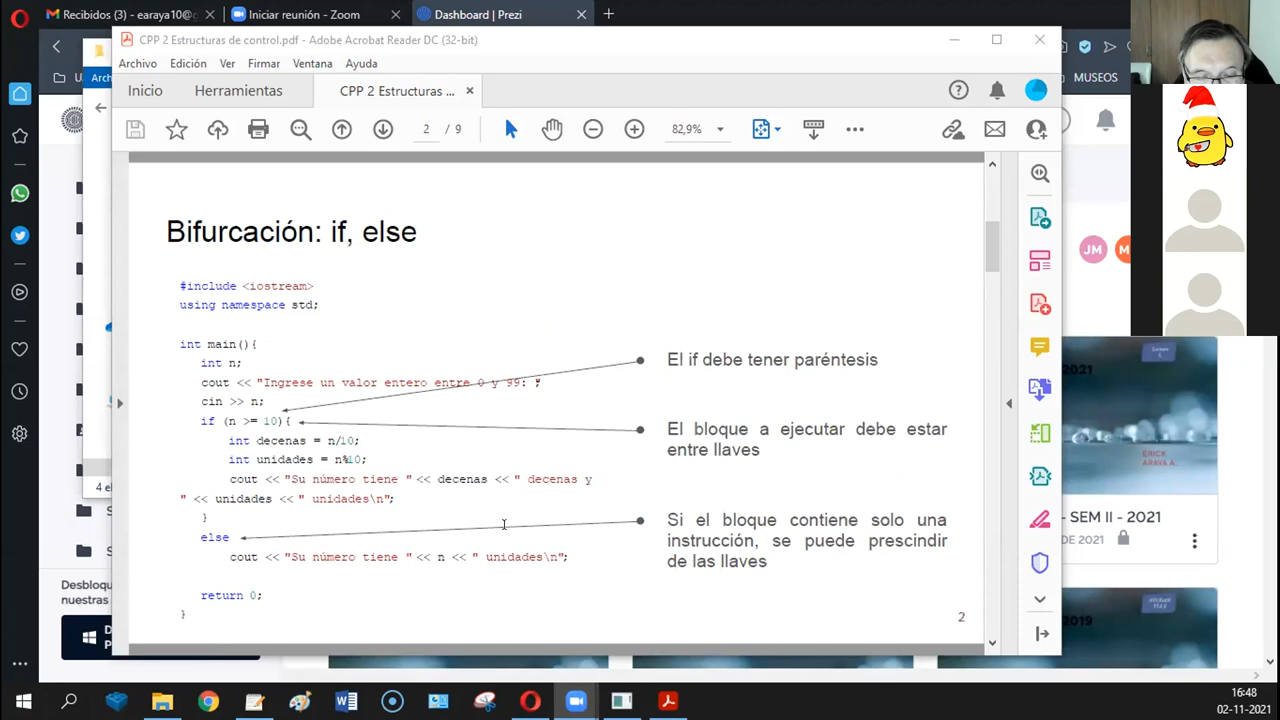 Recibidos (3) - earaya10@g
Iniciar reunión - Zoom
Dashboard | Prezi
CPP 2 Estructuras de control.pdf - Adobe Acrobat Reader DC (32-bit)
Archivo Edición Ver Firmar Ventana Ayuda
Inicio Herramientas CPP 2 Estructuras ...
2 / 9 82,9%
U Arch
MUSEOS
Bifurcación: if, else
#include <iostream>
using namespace std;
int main(){
int n;
cout << "Ingrese un valor entero entre 0 y 99: ";
cin >> n;
if (n >= 10){
int decenas = n/10;
int unidades = n%10;
cout << "Su número tiene " << decenas << " decenas y
" << unidades << " unidades\n";
}
else
cout << "Su número tiene " << n << " unidades\n";
return 0;
}
El if debe tener paréntesis
El bloque a ejecutar debe estar
entre llaves
Si el bloque contiene solo una
instrucción, se puede prescindir
de las llaves
2
JM M
ERICK
ARAYA A.
- SEM II - 2021
DE 2021
4 el
S
S
Desbloqu
nuestras
D
P
16:48
02-11-2021